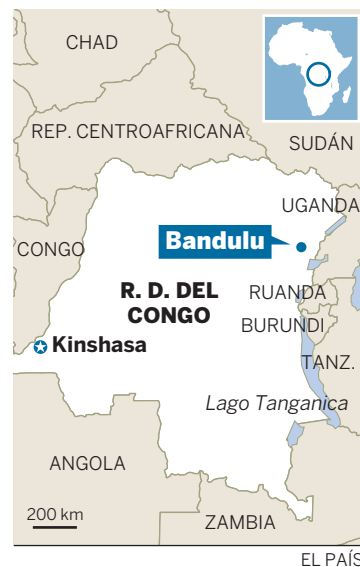 CHAD
REP. CENTROAFRICANA
SUDÁN
UGANDA
CONGO
Bandulu
R. D. DEL
CONGO
RUANDA
BURUNDI
Kinshasa
TANZ.
Lago Tanganica
ANGOLA
200 km
ZAMBIA
EL PAÍS